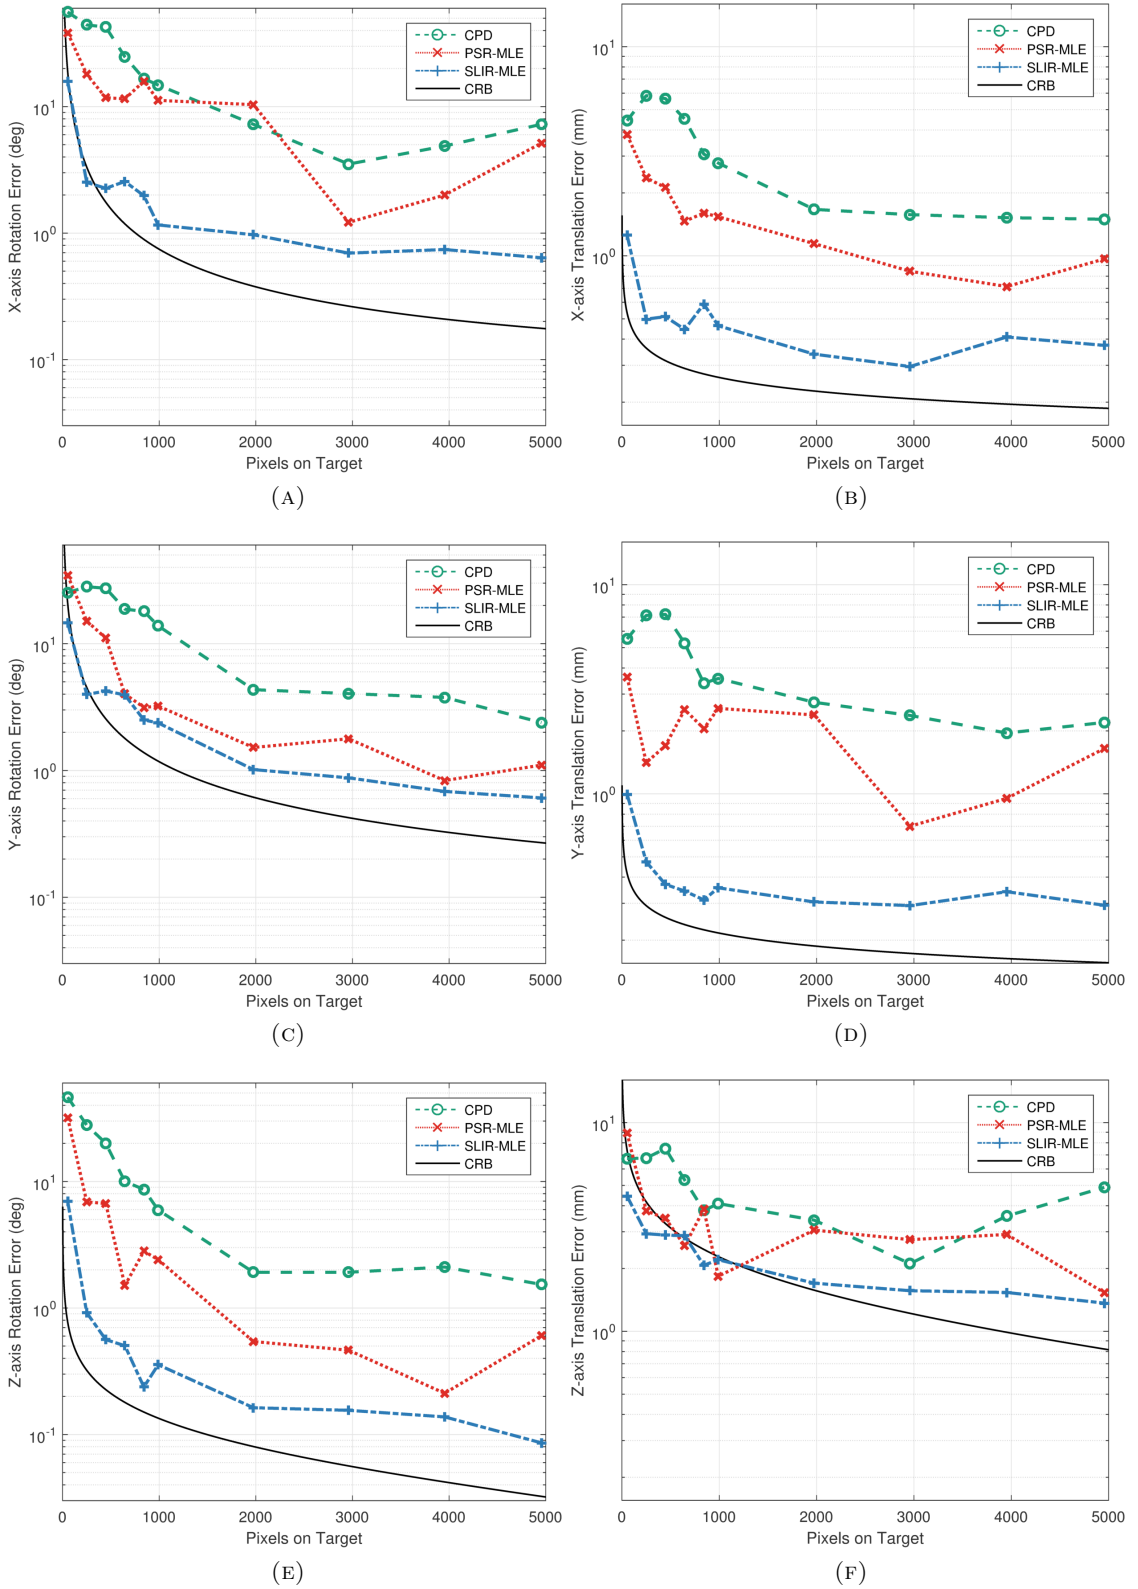 CPD
PSR-MLE
SLIR-MLE
CRB
10^1
10^0
10^-1
X-axis Rotation Error (deg)
0 1000 2000 3000 4000 5000
Pixels on Target
(A)
CPD
PSR-MLE
SLIR-MLE
CRB
10^1
10^0
X-axis Translation Error (mm)
0 1000 2000 3000 4000 5000
Pixels on Target
(B)
CPD
PSR-MLE
SLIR-MLE
CRB
10^1
10^0
10^-1
Y-axis Rotation Error (deg)
0 1000 2000 3000 4000 5000
Pixels on Target
(C)
CPD
PSR-MLE
SLIR-MLE
CRB
10^1
10^0
Y-axis Translation Error (mm)
0 1000 2000 3000 4000 5000
Pixels on Target
(D)
CPD
PSR-MLE
SLIR-MLE
CRB
10^1
10^0
10^-1
Z-axis Rotation Error (deg)
0 1000 2000 3000 4000 5000
Pixels on Target
(E)
CPD
PSR-MLE
SLIR-MLE
CRB
10^1
10^0
Z-axis Translation Error (mm)
0 1000 2000 3000 4000 5000
Pixels on Target
(F)